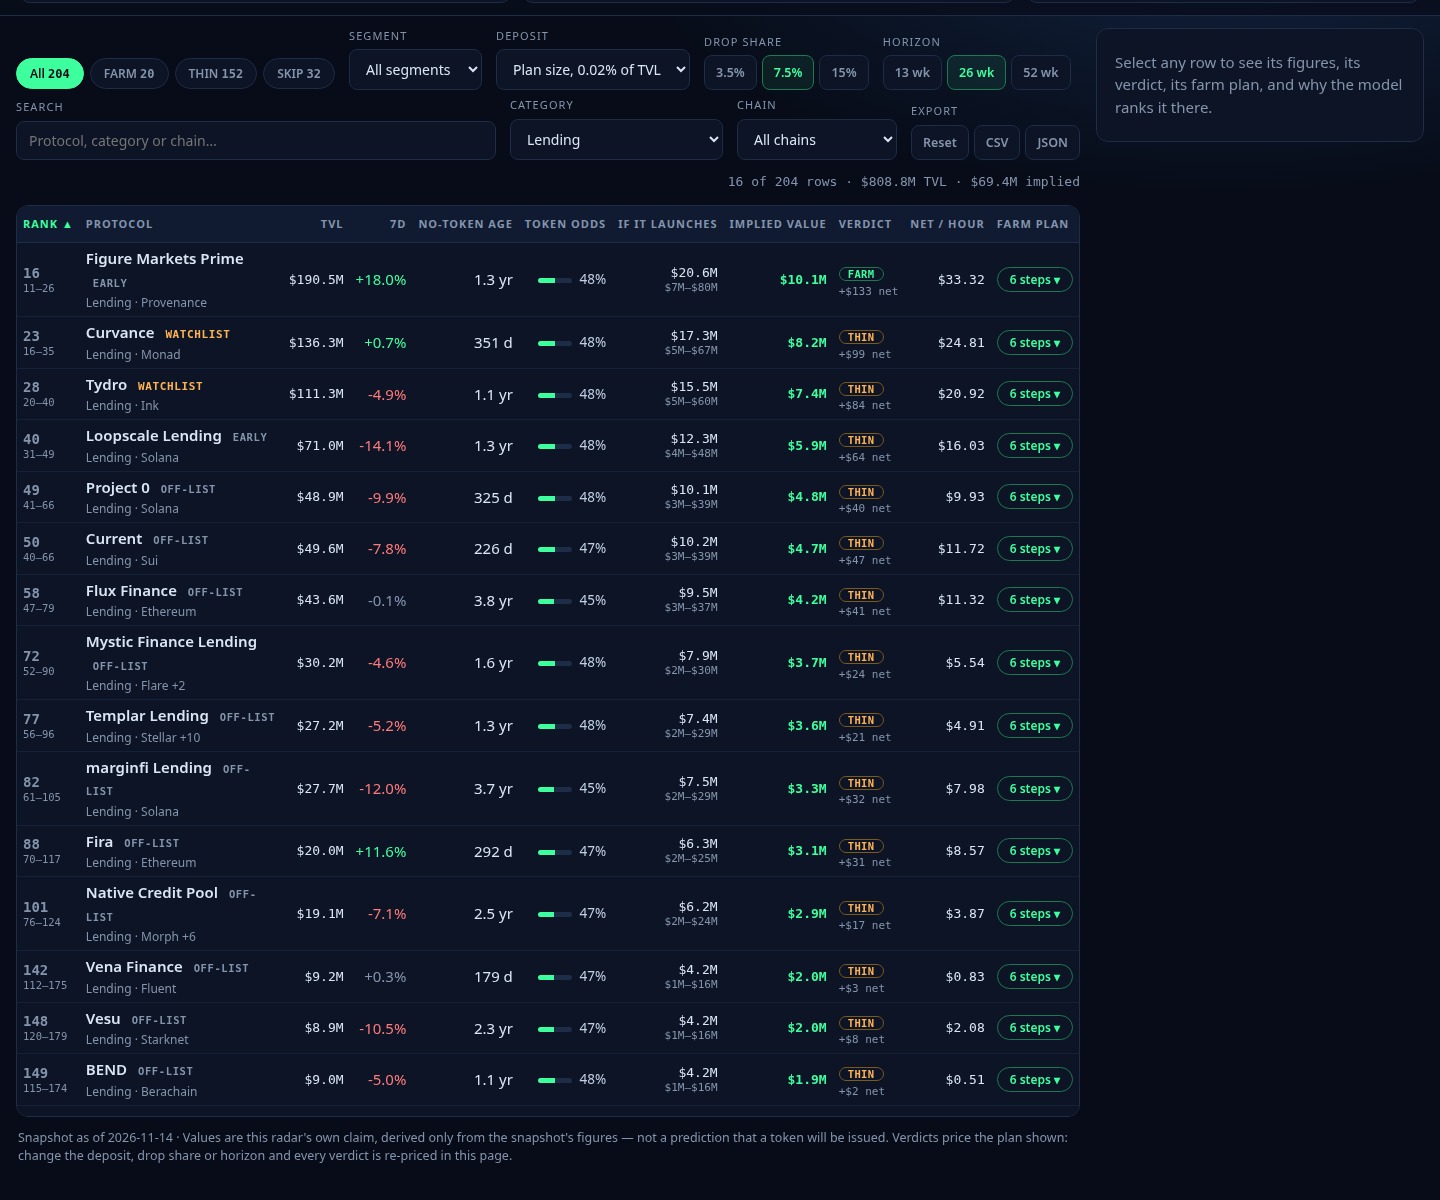 All 204 FARM 20 THIN 152 SKIP 32
SEGMENT
All segments
DEPOSIT
Plan size, 0.02% of TVL
DROP SHARE
3.5% 7.5% 15%
HORIZON
13 wk 26 wk 52 wk
SEARCH
Protocol, category or chain...
CATEGORY
Lending
CHAIN
All chains
EXPORT
Reset CSV JSON
Select any row to see its figures, its
verdict, its farm plan, and why the model
ranks it there.
16 of 204 rows · $808.8M TVL · $69.4M implied
RANK ▲ PROTOCOL TVL 7D NO-TOKEN AGE TOKEN ODDS IF IT LAUNCHES IMPLIED VALUE VERDICT NET / HOUR FARM PLAN
16 Figure Markets Prime $190.5M +18.0% 1.3 yr 48% $20.6M $10.1M FARM $33.32 6 steps ▾
11–26 EARLY $7M–$80M +$133 net
Lending · Provenance
23 Curvance WATCHLIST $136.3M +0.7% 351 d 48% $17.3M $8.2M THIN $24.81 6 steps ▾
16–35 Lending · Monad $5M–$67M +$99 net
28 Tydro WATCHLIST $111.3M -4.9% 1.1 yr 48% $15.5M $7.4M THIN $20.92 6 steps ▾
20–40 Lending · Ink $5M–$60M +$84 net
40 Loopscale Lending EARLY $71.0M -14.1% 1.3 yr 48% $12.3M $5.9M THIN $16.03 6 steps ▾
31–49 Lending · Solana $4M–$48M +$64 net
49 Project 0 OFF-LIST $48.9M -9.9% 325 d 48% $10.1M $4.8M THIN $9.93 6 steps ▾
41–66 Lending · Solana $3M–$39M +$40 net
50 Current OFF-LIST $49.6M -7.8% 226 d 47% $10.2M $4.7M THIN $11.72 6 steps ▾
40–66 Lending · Sui $3M–$39M +$47 net
58 Flux Finance OFF-LIST $43.6M -0.1% 3.8 yr 45% $9.5M $4.2M THIN $11.32 6 steps ▾
47–79 Lending · Ethereum $3M–$37M +$41 net
72 Mystic Finance Lending $30.2M -4.6% 1.6 yr 48% $7.9M $3.7M THIN $5.54 6 steps ▾
52–90 OFF-LIST $2M–$30M +$24 net
Lending · Flare +2
77 Templar Lending OFF-LIST $27.2M -5.2% 1.3 yr 48% $7.4M $3.6M THIN $4.91 6 steps ▾
56–96 Lending · Stellar +10 $2M–$29M +$21 net
82 marginfi Lending OFF- $27.7M -12.0% 3.7 yr 45% $7.5M $3.3M THIN $7.98 6 steps ▾
61–105 LIST $2M–$29M +$32 net
Lending · Solana
88 Fira OFF-LIST $20.0M +11.6% 292 d 47% $6.3M $3.1M THIN $8.57 6 steps ▾
70–117 Lending · Ethereum $2M–$25M +$31 net
101 Native Credit Pool OFF- $19.1M -7.1% 2.5 yr 47% $6.2M $2.9M THIN $3.87 6 steps ▾
76–124 LIST $2M–$24M +$17 net
Lending · Morph +6
142 Vena Finance OFF-LIST $9.2M +0.3% 179 d 47% $4.2M $2.0M THIN $0.83 6 steps ▾
112–175 Lending · Fluent $1M–$16M +$3 net
148 Vesu OFF-LIST $8.9M -10.5% 2.3 yr 47% $4.2M $2.0M THIN $2.08 6 steps ▾
120–179 Lending · Starknet $1M–$16M +$8 net
149 BEND OFF-LIST $9.0M -5.0% 1.1 yr 48% $4.2M $1.9M THIN $0.51 6 steps ▾
115–174 Lending · Berachain $1M–$16M +$2 net
Snapshot as of 2026-11-14 · Values are this radar's own claim, derived only from the snapshot's figures — not a prediction that a token will be issued. Verdicts price the plan shown:
change the deposit, drop share or horizon and every verdict is re-priced in this page.